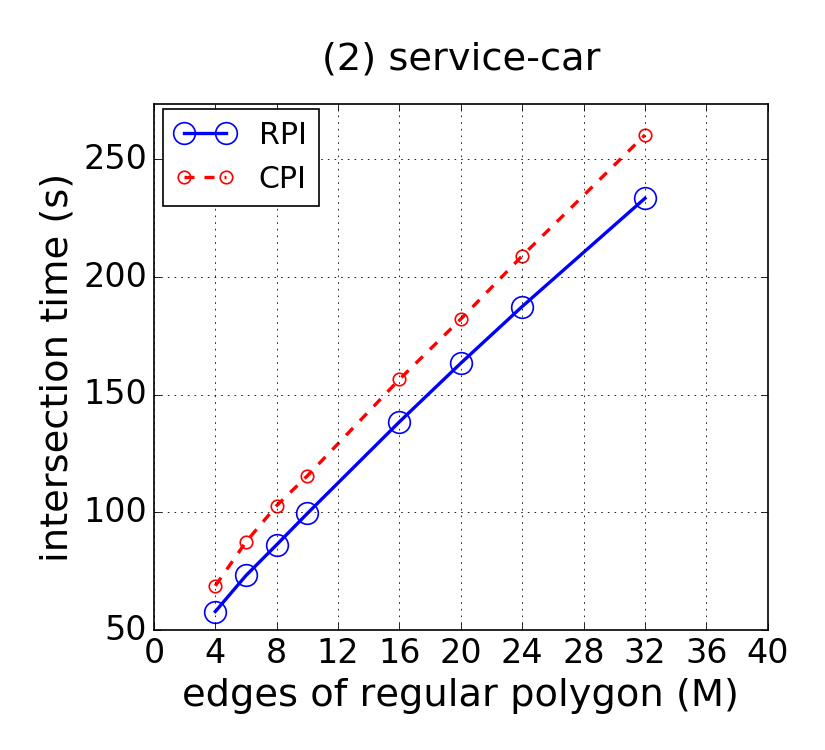 (2) service-car
RPI
CPI
intersection time (s)
250
200
150
100
50
0 4 8 12 16 20 24 28 32 36 40
edges of regular polygon (M)